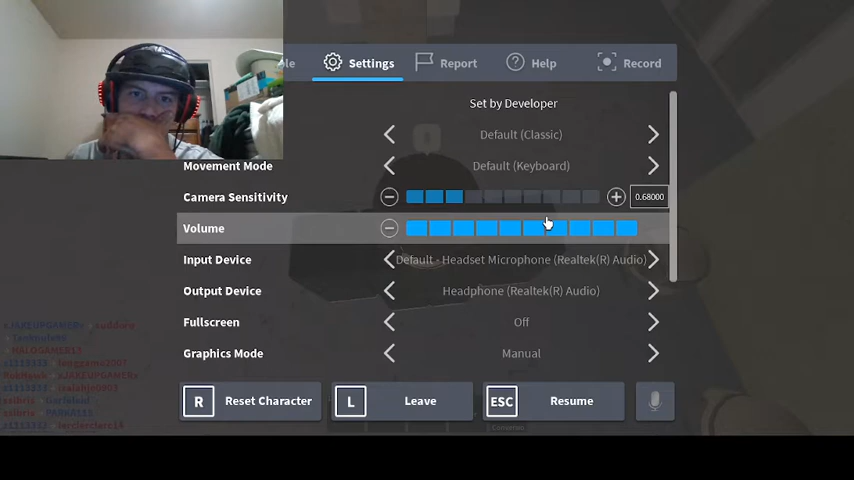 ple Settings Report Help Record
Set by Developer
Default (Classic)
Movement Mode Default (Keyboard)
Camera Sensitivity 0.68000
Volume
Input Device Default - Headset Microphone (Realtek(R) Audio)
Output Device Headphone (Realtek(R) Audio)
Fullscreen Off
Graphics Mode Manual
R Reset Character L Leave ESC Resume